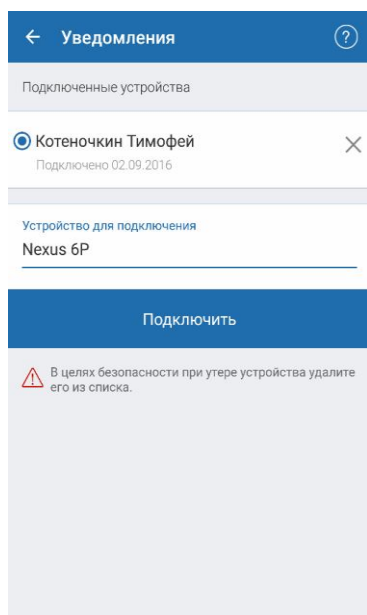 Уведомления
?
Подключенные устройства
Котеночкин Тимофей
Подключено 02.09.2016
Устройство для подключения
Nexus 6P
Подключить
В целях безопасности при утере устройства удалите
его из списка.